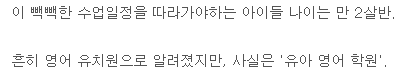 이 빽빽한 수업일정을 따라가야하는 아이들 나이는 만 2살반.
흔히 영어 유치원으로 알려졌지만, 사실은 '유아 영어 학원'.